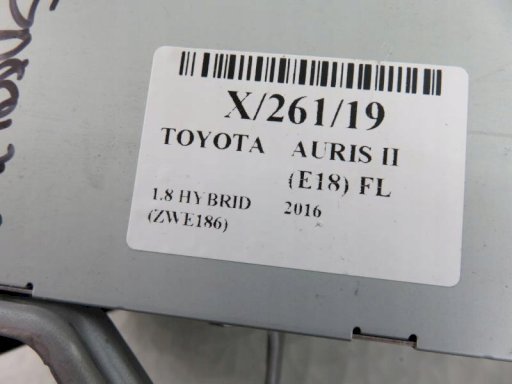 X/261/19
TOYOTA AURIS II
(E18) FL
1.8 HYBRID 2016
(ZWE186)